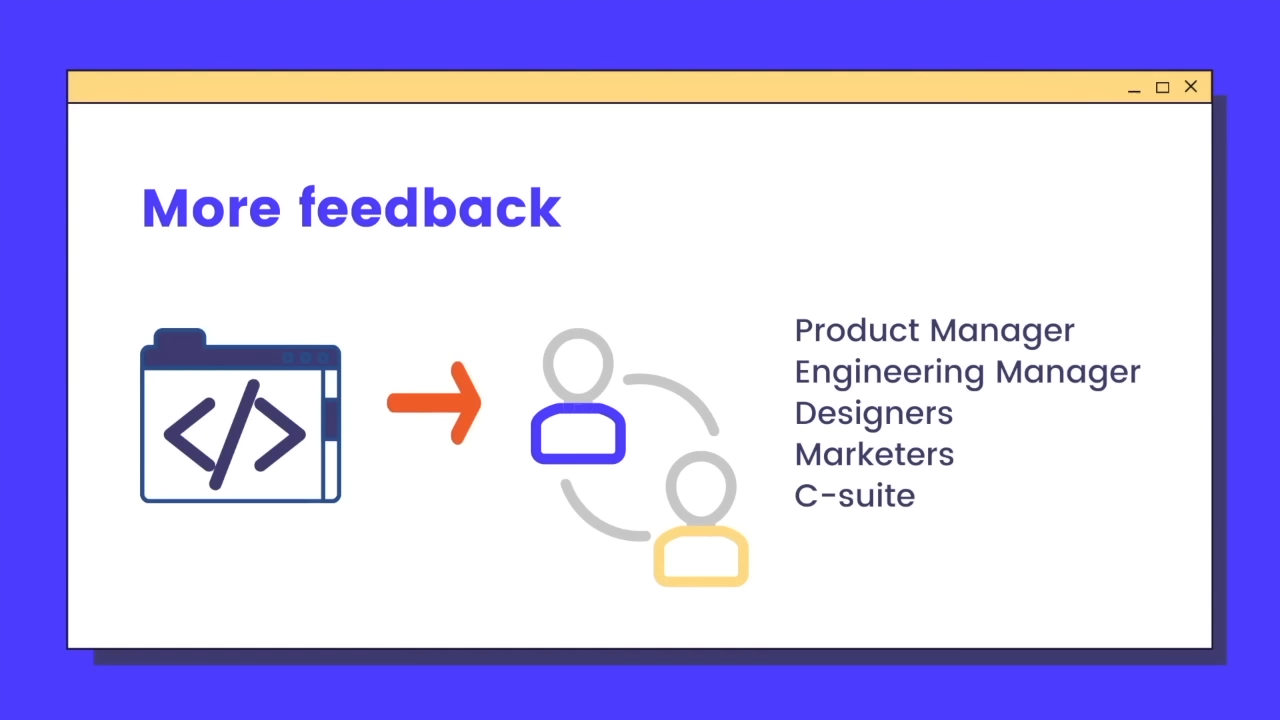 More feedback
Product Manager
Engineering Manager
Designers
Marketers
C-suite